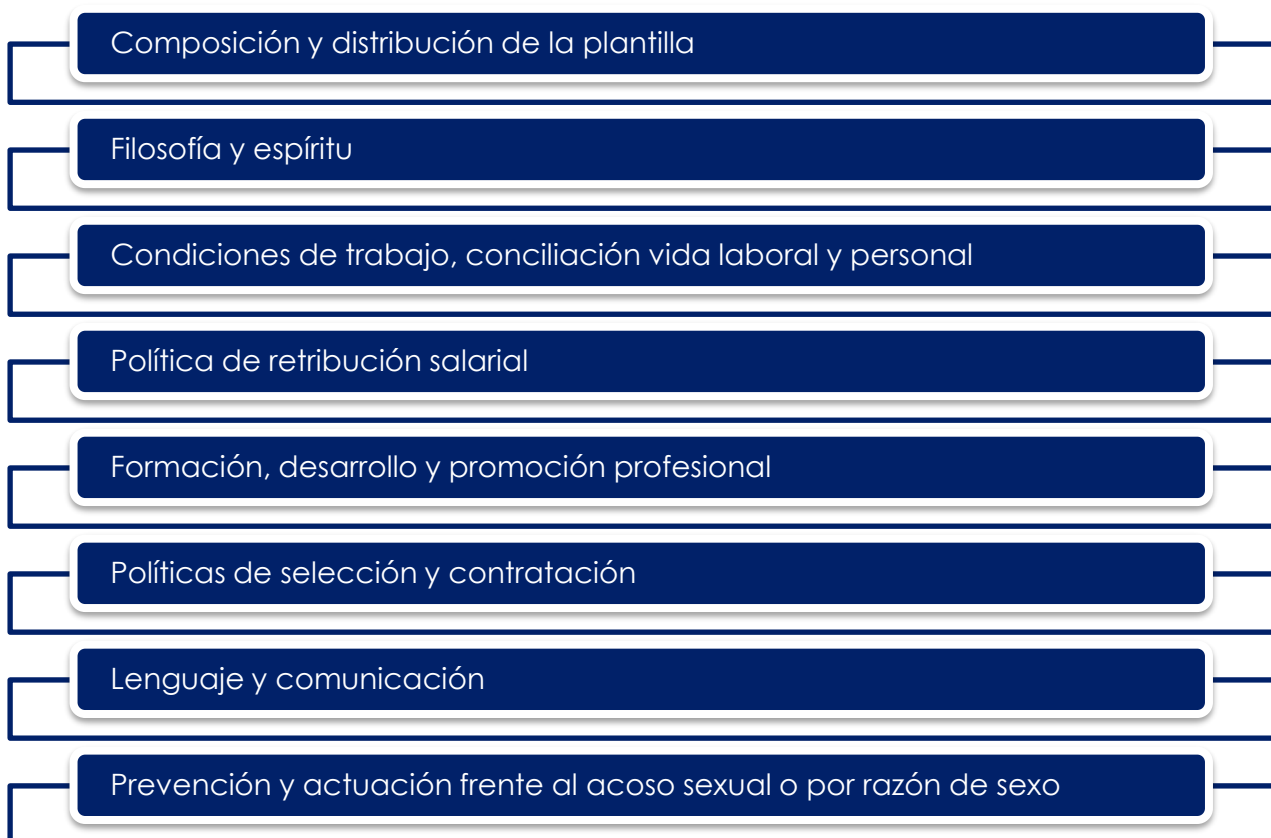 Composición y distribución de la plantilla
Filosofía y espíritu
Condiciones de trabajo, conciliación vida laboral y personal
Política de retribución salarial
Formación, desarrollo y promoción profesional
Políticas de selección y contratación
Lenguaje y comunicación
Prevención y actuación frente al acoso sexual o por razón de sexo